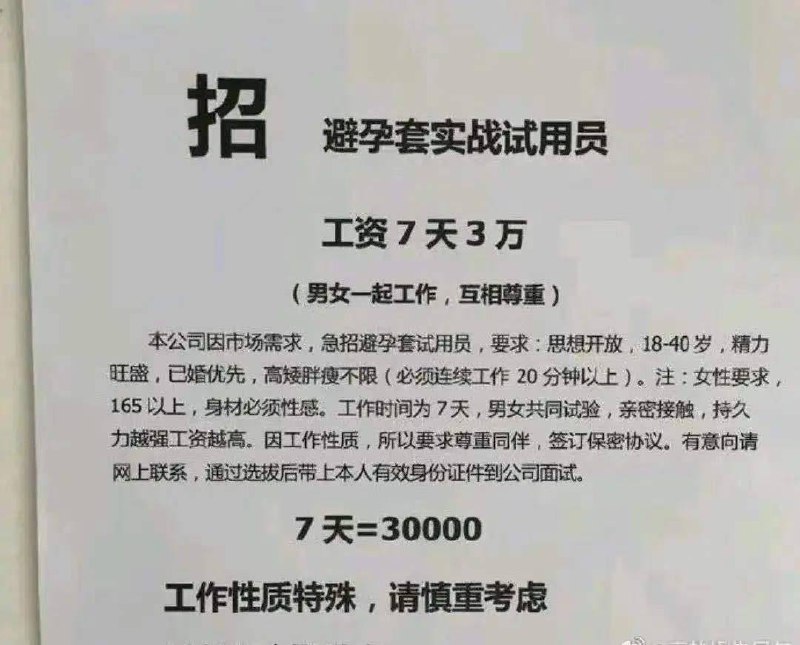 招 避孕套实战试用员
工资7天3万
（男女一起工作，互相尊重）
本公司因市场需求，急招避孕套试用员，要求：思想开放，18-40岁，精力
旺盛，已婚优先，高矮胖瘦不限（必须连续工作20分钟以上）。注：女性要求，
165以上，身材必须性感。工作时间为7天，男女共同试验，亲密接触，持久
力越强工资越高。因工作性质，所以要求尊重同伴，签订保密协议。有意向请
网上联系，通过选拔后带上本人有效身份证件到公司面试。
7天=30000
工作性质特殊，请慎重考虑